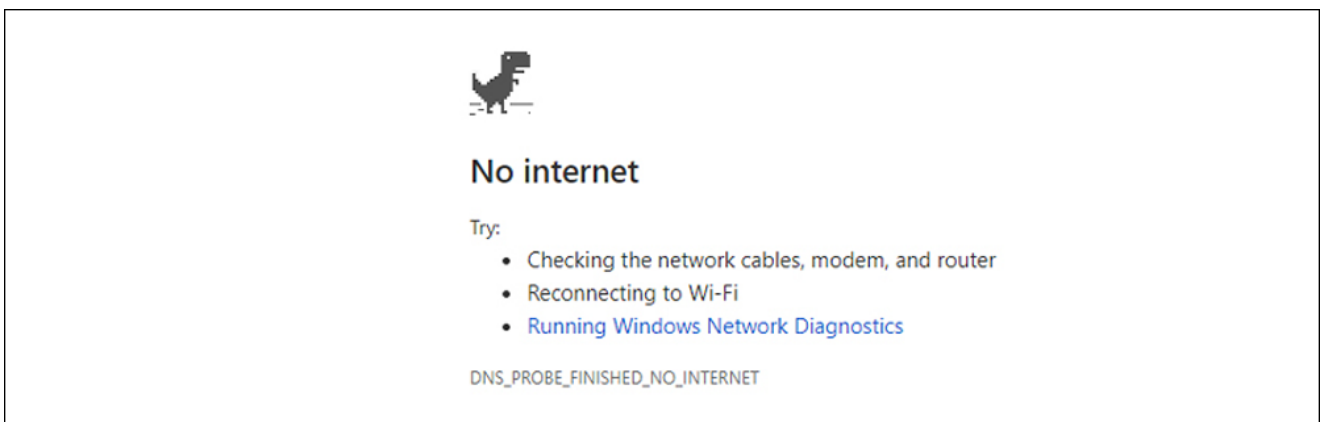 No internet
Try:
• Checking the network cables, modem, and router
• Reconnecting to Wi-Fi
• Running Windows Network Diagnostics
DNS_PROBE_FINISHED_NO_INTERNET